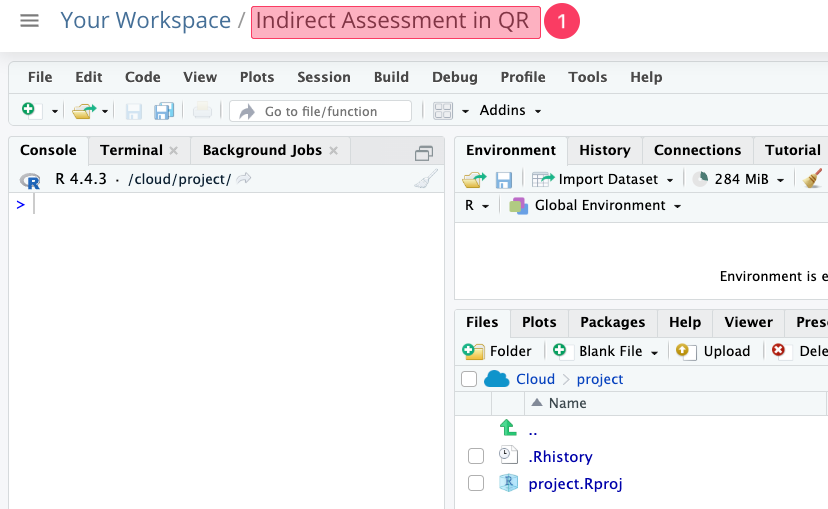 Your Workspace / Indirect Assessment in QR 1
File Edit Code View Plots Session Build Debug Profile Tools Help
Go to file/function Addins
Console Terminal Background Jobs
R 4.4.3 · /cloud/project/
>
Environment History Connections Tutorial
Import Dataset 284 MiB
R Global Environment
Environment is e
Files Plots Packages Help Viewer Pres
Folder Blank File Upload Dele
Cloud project
Name
..
.Rhistory
project.Rproj